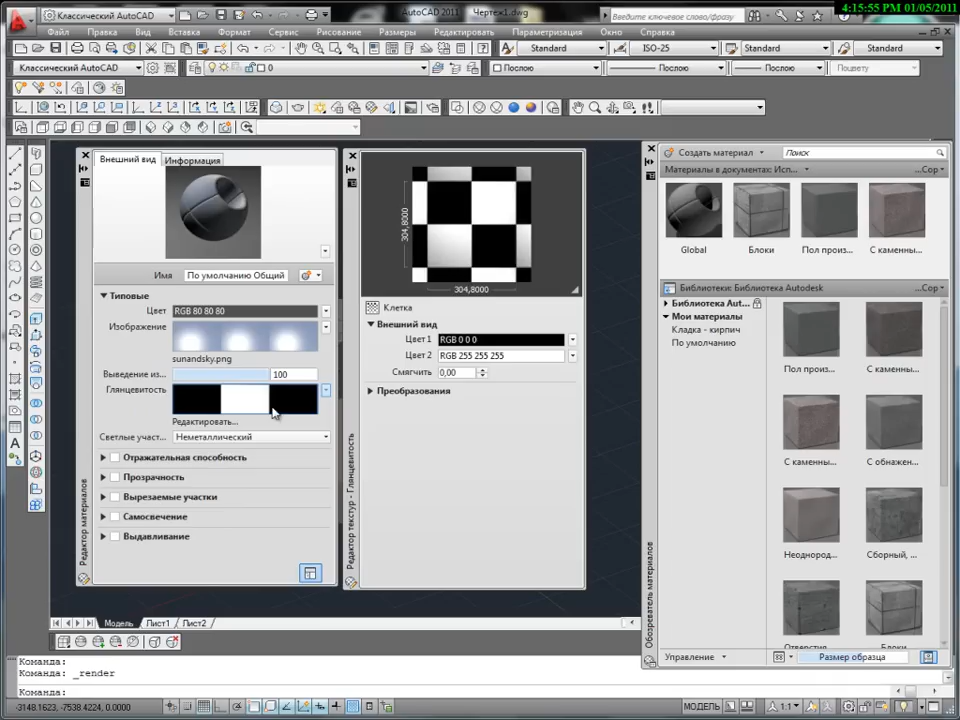 4:15:55 PM 01/05/2011
Классический AutoCAD
AutoCAD 2011 Чертеж1.dwg
Введите ключевое слово/фразу
Файл Правка Вид Вставка Формат Сервис Рисование Размеры Редактировать Параметризация Окно Справка
Standard ISO-25 Standard Standard
Классический AutoCAD 0 Послою Послою Послою Поцвету
Внешний вид Информация
Имя По умолчанию Общий
Типовые
Цвет RGB 80 80 80
Изображение
sunandsky.png
Выведение из... 100
Глянцевитость
Редактировать...
Светлые участ... Неметаллический
Отражательная способность
Прозрачность
Вырезаемые участки
Самосвечение
Выдавливание
Редактор материалов
304,8000
304,8000
Клетка
Внешний вид
Цвет 1 RGB 0 0 0
Цвет 2 RGB 255 255 255
Смягчить 0,00
Преобразования
Редактор текстур - Глянцевитость
Создать материал Поиск
Материалы в документах: Исп... ...Сор
Global Блоки Пол произ... С каменны...
Библиотеки: Библиотека Autodesk ...Сор
Библиотека Aut...
Мои материалы
Кладка - кирпич
По умолчанию
Пол произ... С каменны...
С каменны... С обнажен...
Неоднород... Сборный, ...
Отверстия Блоки
Управление Размер образца
Обозреватель материалов
Модель Лист1 Лист2
Команда:
Команда: _render
Команда:
-3148.1623, -7538.4224, 0.0000 МОДЕЛЬ 1:1